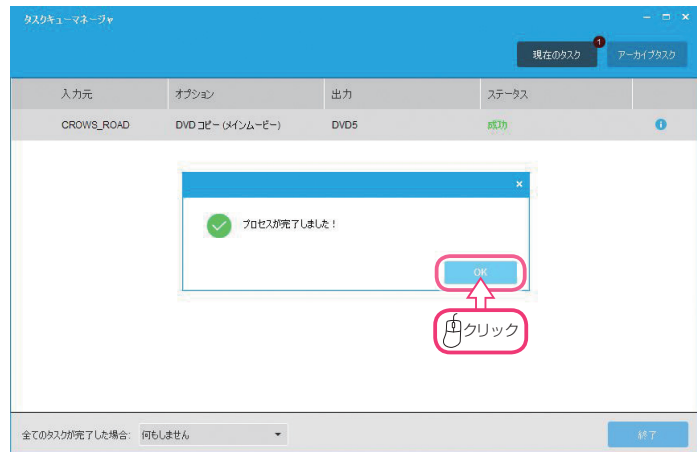 タスクキューマネージャ
1
現在のタスク アーカイブタスク
入力元 オプション 出力 ステータス
CROWS_ROAD DVD コピー (メインムービー) DVD5 成功
プロセスが完了しました！
OK
クリック
全てのタスクが完了した場合: 何もしません
終了